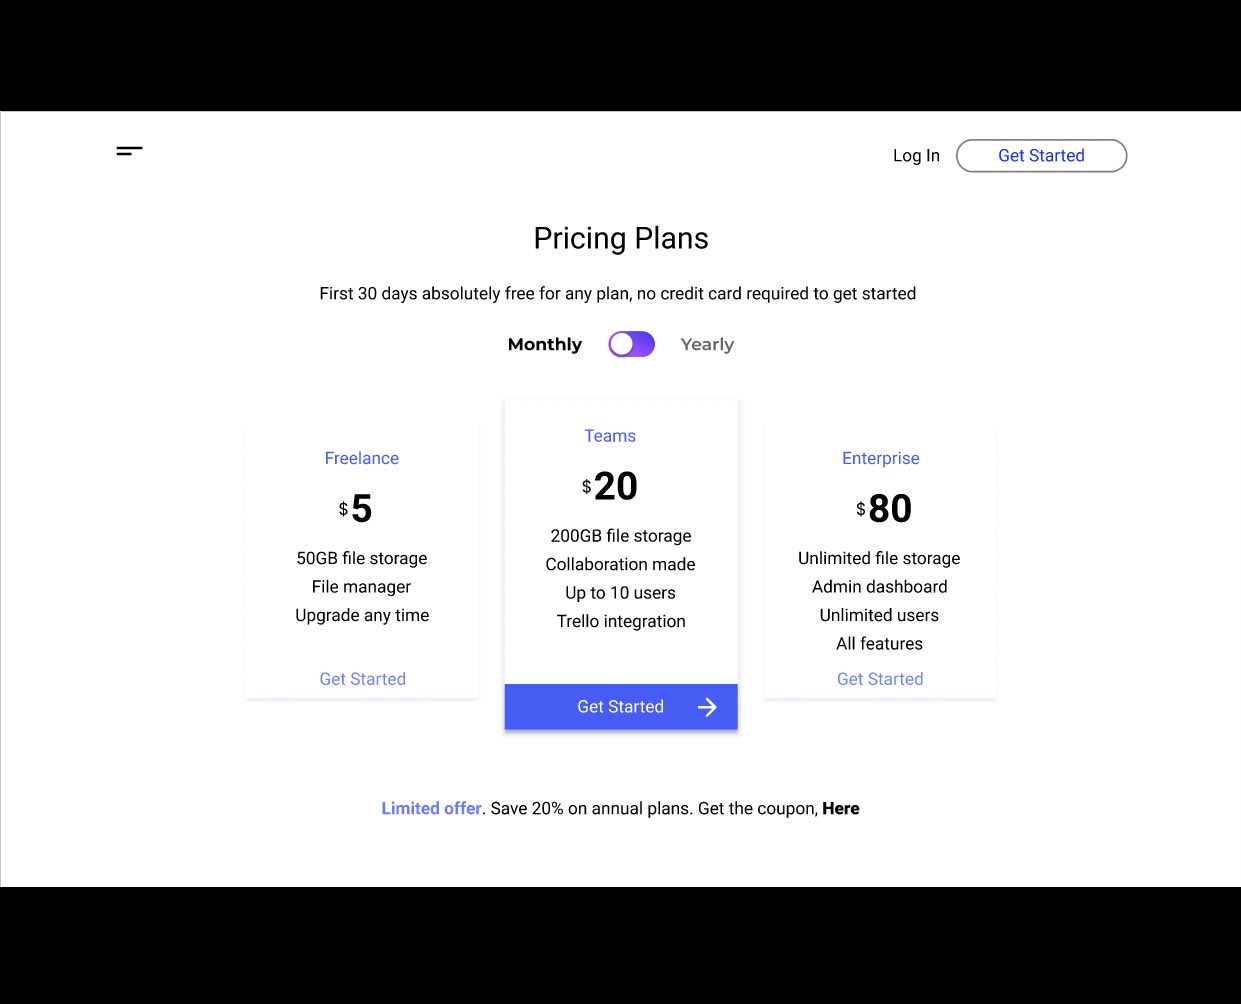 Log In
Get Started
Pricing Plans
First 30 days absolutely free for any plan, no credit card required to get started
Monthly
Yearly
Freelance
$5
50GB file storage
File manager
Upgrade any time
Get Started
Teams
$20
200GB file storage
Collaboration made
Up to 10 users
Trello integration
Get Started
Enterprise
$80
Unlimited file storage
Admin dashboard
Unlimited users
All features
Get Started
Limited offer. Save 20% on annual plans. Get the coupon, Here